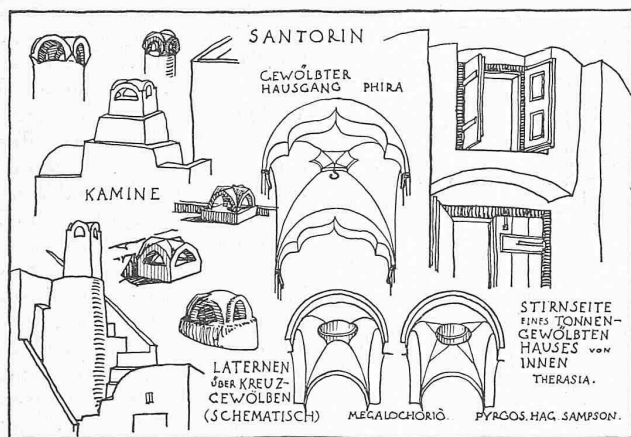 SANTORIN
GEWÖLBTER
HAUSGANG PHIRA
KAMINE
LATERNEN
ÜBER KREUZ-
GEWÖLBEN
(SCHEMATISCH)
MEGALOCHORIÒ.
PYRGOS. HAG. SAMPSON.
STIRNSEITE
EINES TONNEN-
GEWÖLBTEN
HAUSES VON
INNEN
THERASIA.